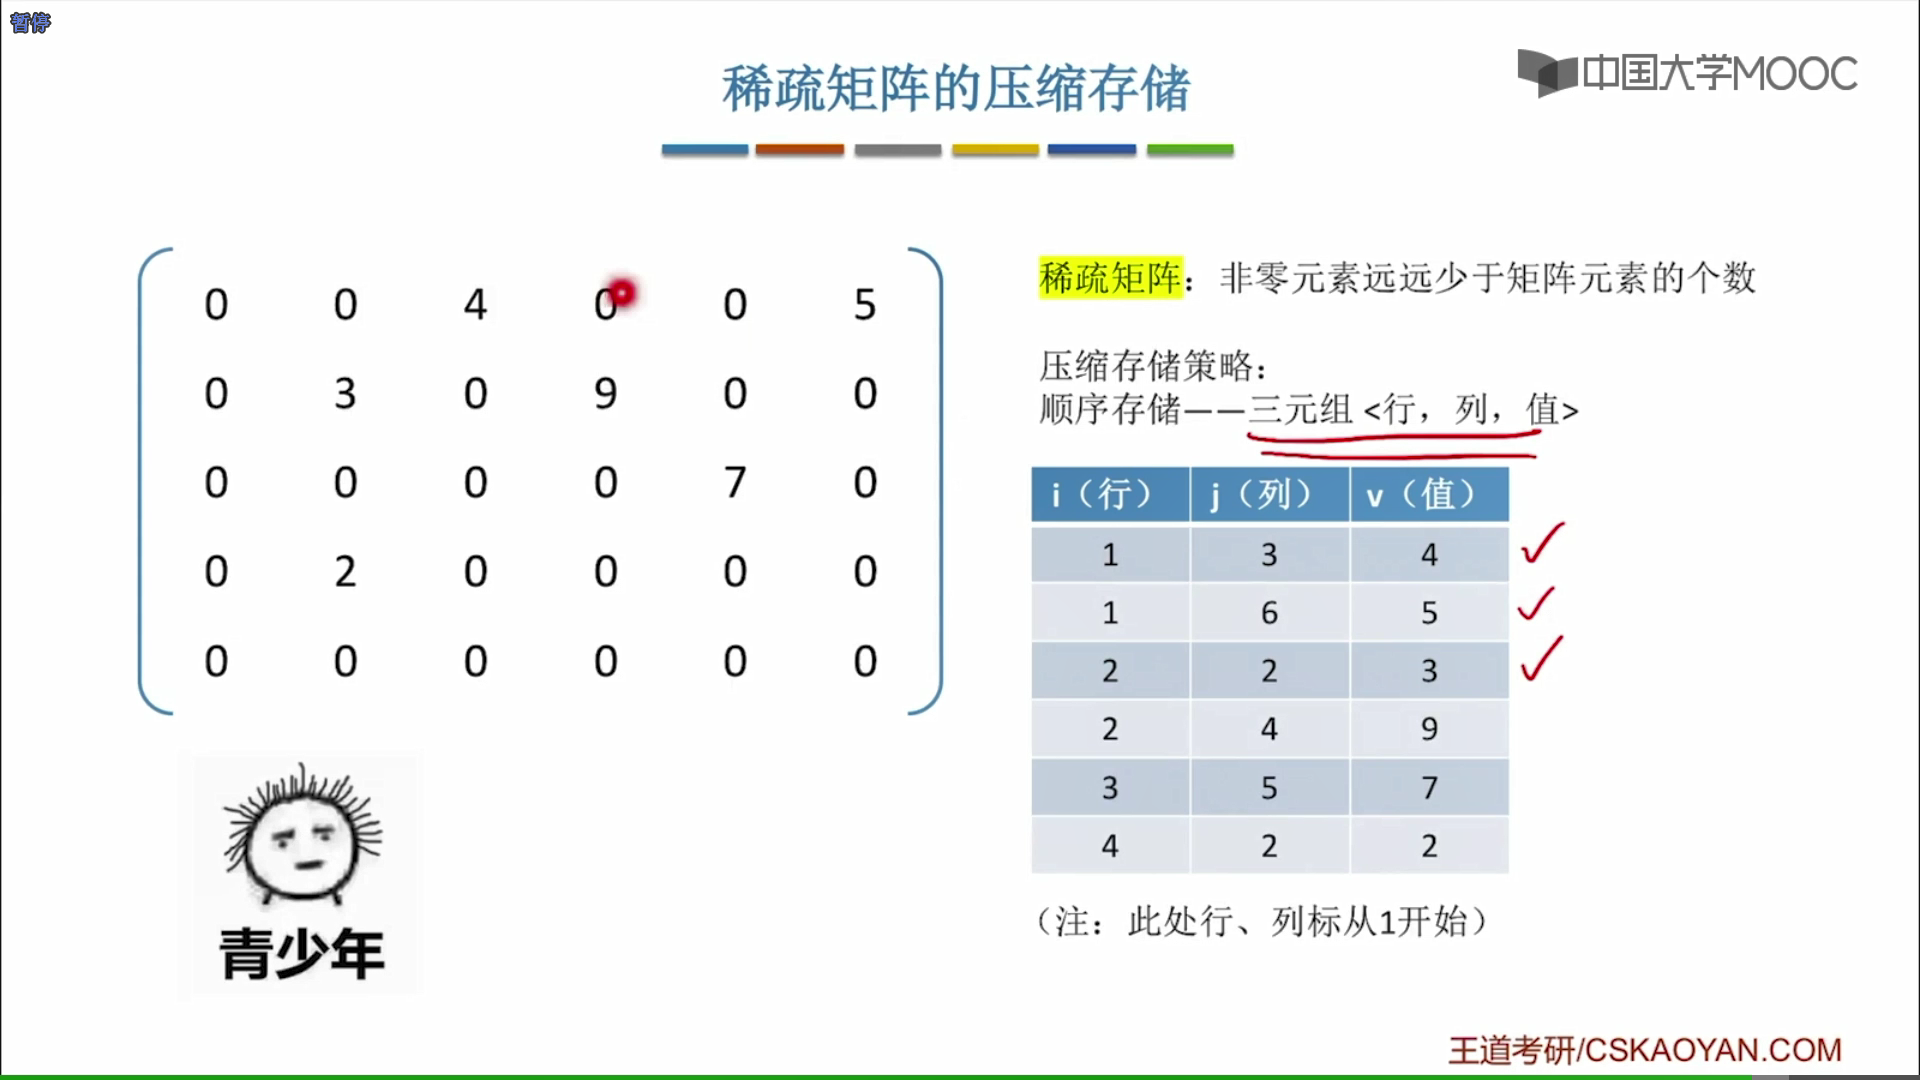 暂停
稀疏矩阵的压缩存储
中国大学MOOC
0 0 4 0 0 5
0 3 0 9 0 0
0 0 0 0 7 0
0 2 0 0 0 0
0 0 0 0 0 0
青少年
稀疏矩阵：非零元素远远少于矩阵元素的个数
压缩存储策略：
顺序存储——三元组 <行，列，值>
i（行） j（列） v（值）
1 3 4
1 6 5
2 2 3
2 4 9
3 5 7
4 2 2
（注：此处行、列标从1开始）
王道考研/CSKAOYAN.COM